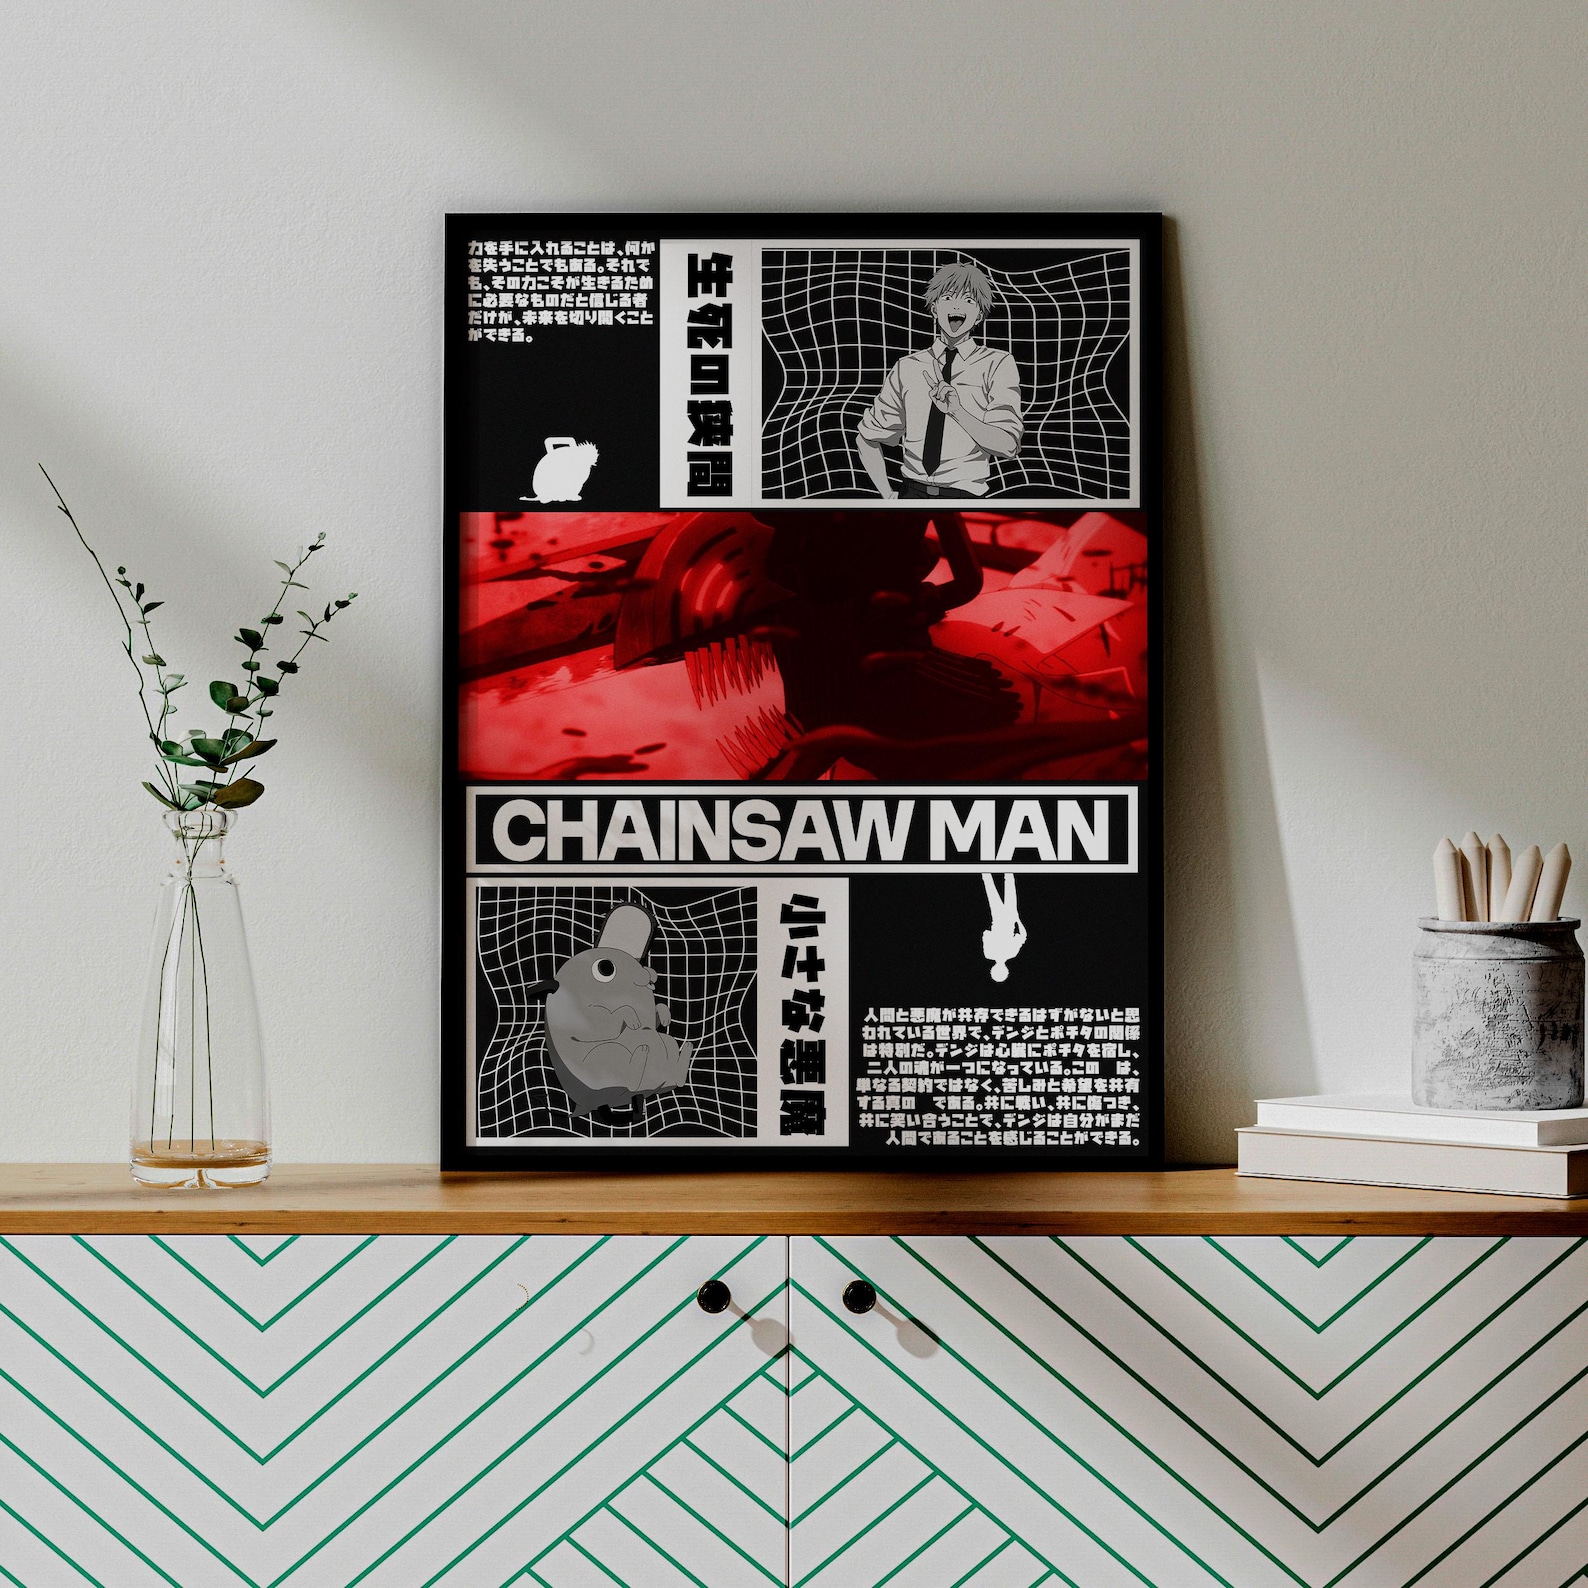 力を手に入れることは、何か
を失うことでもある。それで
も、その力こそが生きるため
に必要なものだと信じる者
だけが、未来を切り開くこと
ができる。
生死の狭間
CHAINSAW MAN
小さな悪魔
人間と悪魔が共存できるはずがないと思
われている世界で、デンジとポチタの関係
は特別だ。デンジは心臓にポチタを宿し、
二人の魂が一つになっている。この　は、
単なる契約ではなく、苦しみと希望を共有
する真の　である。共に戦い、共に傷つき、
共に笑い合うことで、デンジは自分がまだ
人間であることを感じることができる。